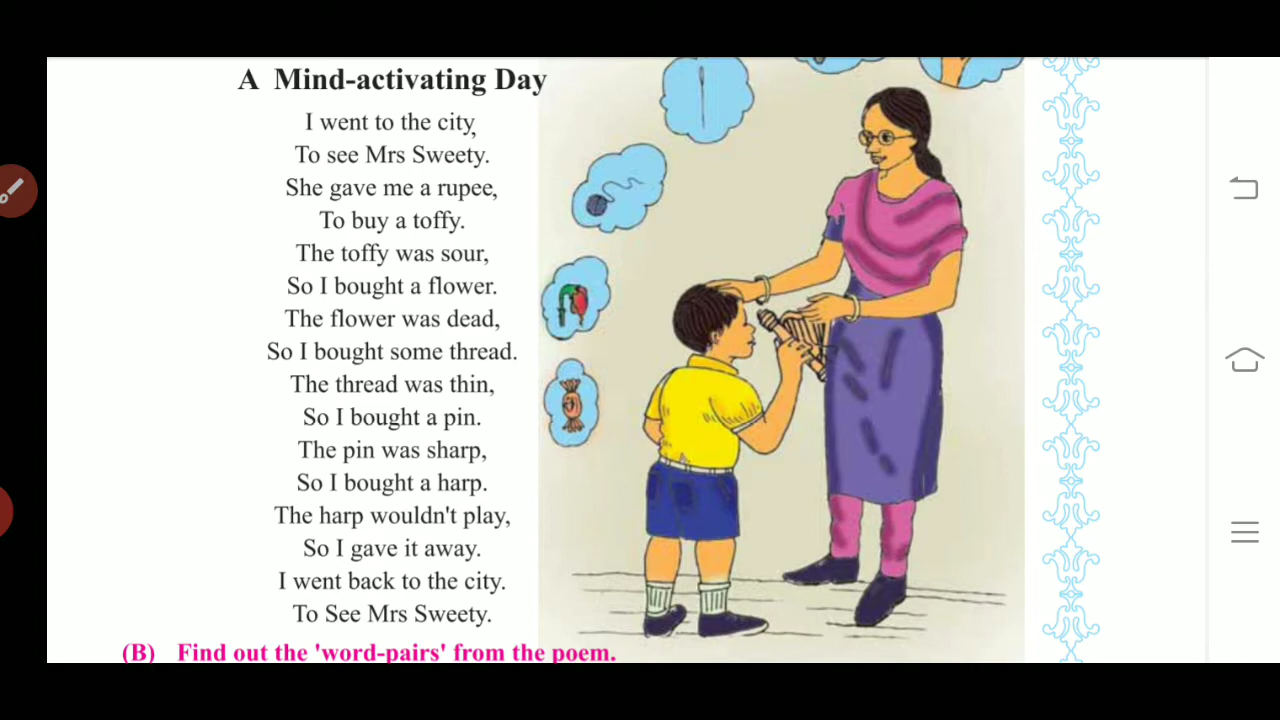 A Mind-activating Day
I went to the city,
To see Mrs Sweety.
She gave me a rupee,
To buy a toffy.
The toffy was sour,
So I bought a flower.
The flower was dead,
So I bought some thread.
The thread was thin,
So I bought a pin.
The pin was sharp,
So I bought a harp.
The harp wouldn't play,
So I gave it away.
I went back to the city.
To See Mrs Sweety.
(B) Find out the 'word-pairs' from the poem.